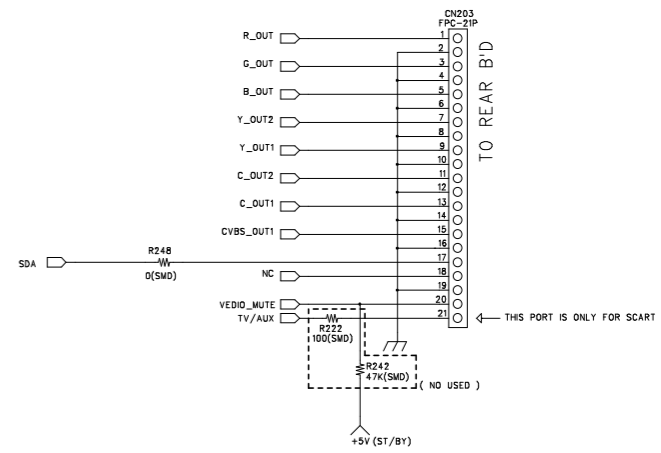 CN203
FPC-21P
R_OUT
1
2
G_OUT
3
4
B_OUT
5
6
Y_OUT2
7
8
Y_OUT1
9
10
C_OUT2
11
12
C_OUT1
13
14
CVBS_OUT1
15
16
R248
SDA
17
0(SMD)
NC
18
19
VEDIO_MUTE
20
TV/AUX
21
TO REAR B'D
THIS PORT IS ONLY FOR SCART
R222
100(SMD)
R242
47K(SMD)
( NO USED )
+5V(ST/BY)